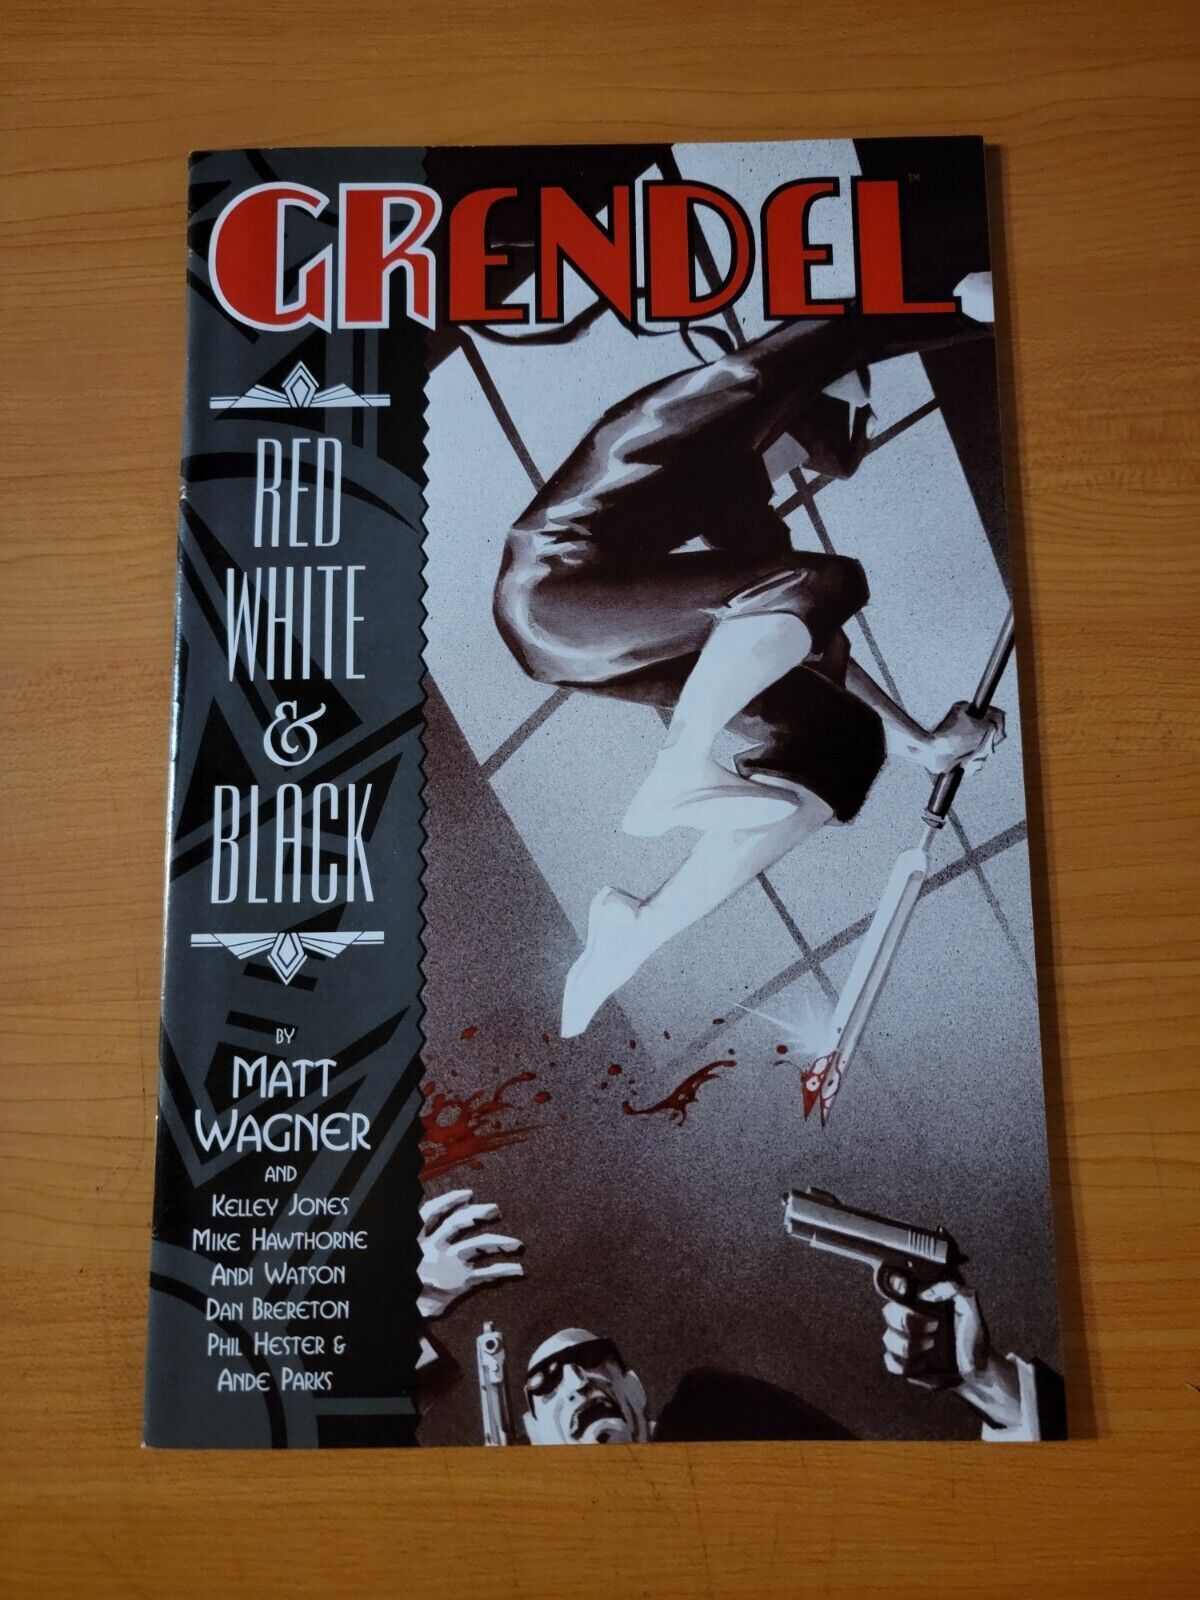 GRENDEL™
RED
WHITE
&
BLACK
BY
MATT
WAGNER
AND
KELLEY JONES
MIKE HAWTHORNE
ANDI WATSON
DAN BRERETON
PHIL HESTER &
ANDE PARKS